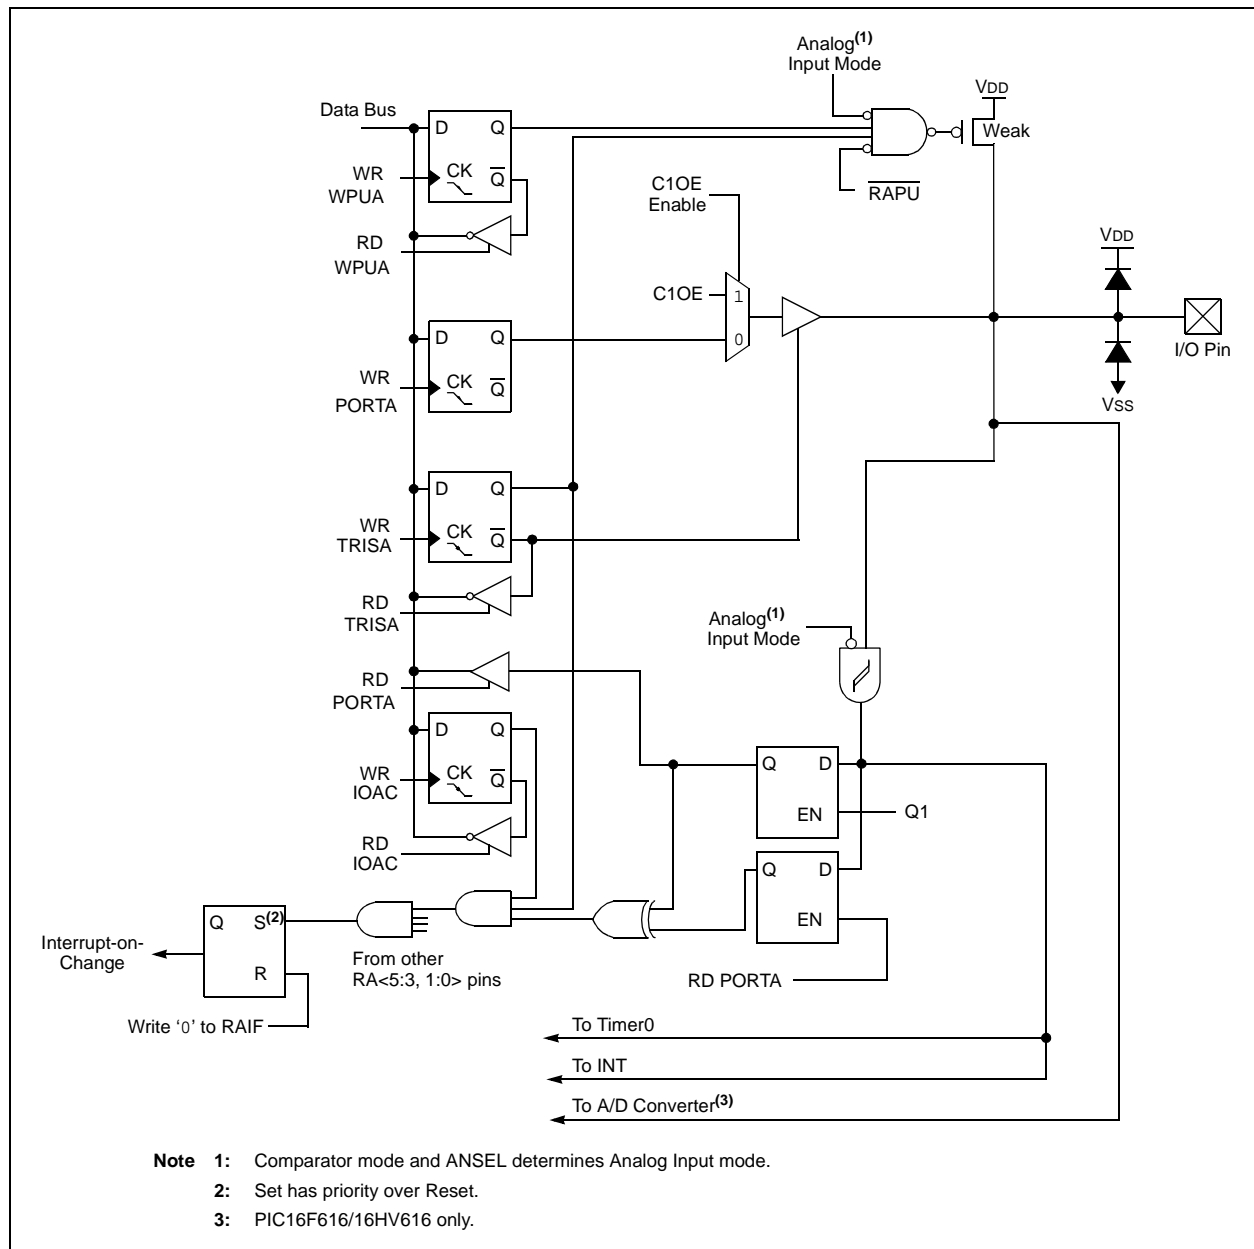 Analog(1)
Input Mode
VDD
Data Bus
D Q
Weak
WR
WPUA
CK Q
RAPU
C1OE
Enable
RD
WPUA
VDD
C1OE
1
0
D Q
I/O Pin
WR
PORTA
CK Q
VSS
D Q
WR
TRISA
CK Q
RD
TRISA
Analog(1)
Input Mode
RD
PORTA
D Q
WR
IOAC
CK Q
Q D
EN
Q1
RD
IOAC
Q D
EN
Q S(2)
R
Interrupt-on-
Change
From other
RA<5:3, 1:0> pins
RD PORTA
Write ‘0’ to RAIF
To Timer0
To INT
To A/D Converter(3)
Note 1: Comparator mode and ANSEL determines Analog Input mode.
2: Set has priority over Reset.
3: PIC16F616/16HV616 only.